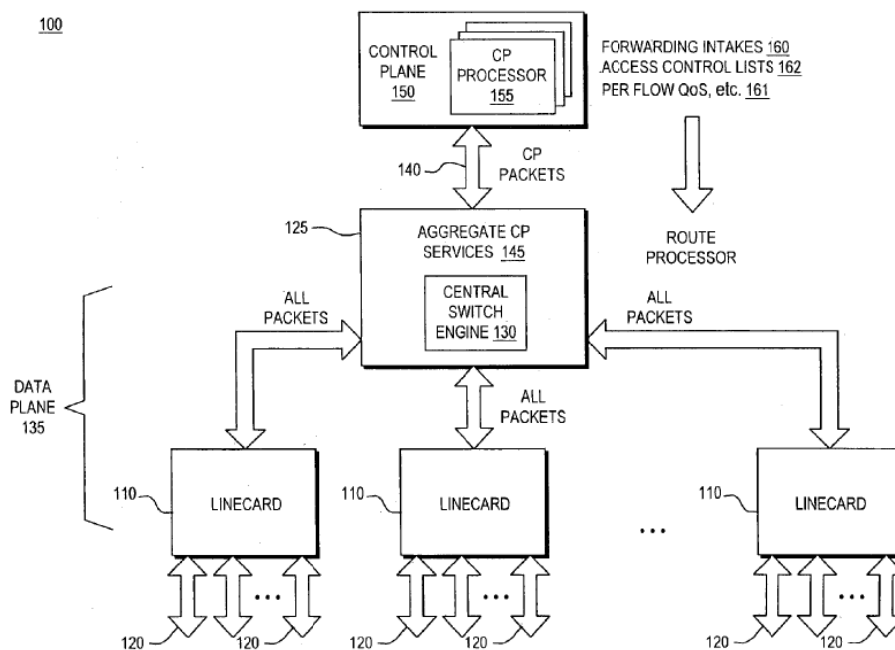 100
CONTROL
PLANE
150
CP
PROCESSOR
155
FORWARDING INTAKES 160
ACCESS CONTROL LISTS 162
PER FLOW QoS, etc. 161
140
CP
PACKETS
125
AGGREGATE CP
SERVICES 145
ROUTE
PROCESSOR
CENTRAL
SWITCH
ENGINE 130
ALL
PACKETS
ALL
PACKETS
ALL
PACKETS
DATA
PLANE
135
110
LINECARD
110
LINECARD
...
110
LINECARD
...
...
...
120
120
120
120
120
120